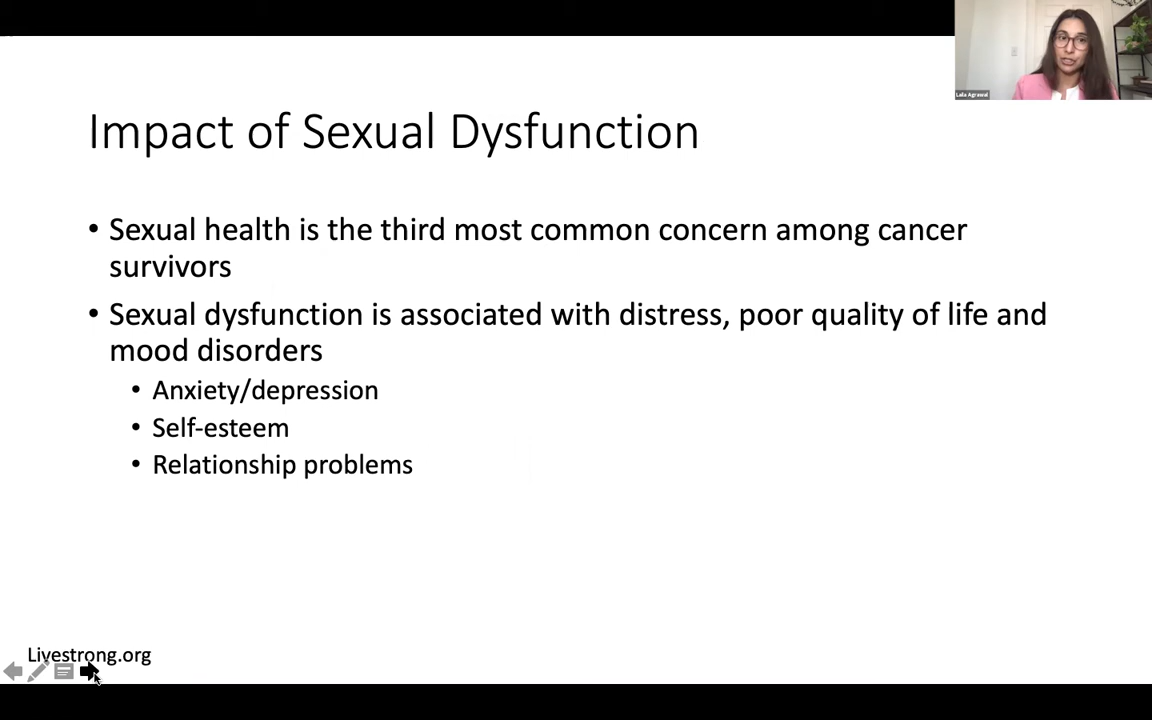 Laila Agrawal
Impact of Sexual Dysfunction
• Sexual health is the third most common concern among cancer
survivors
• Sexual dysfunction is associated with distress, poor quality of life and
mood disorders
• Anxiety/depression
• Self-esteem
• Relationship problems
Livestrong.org